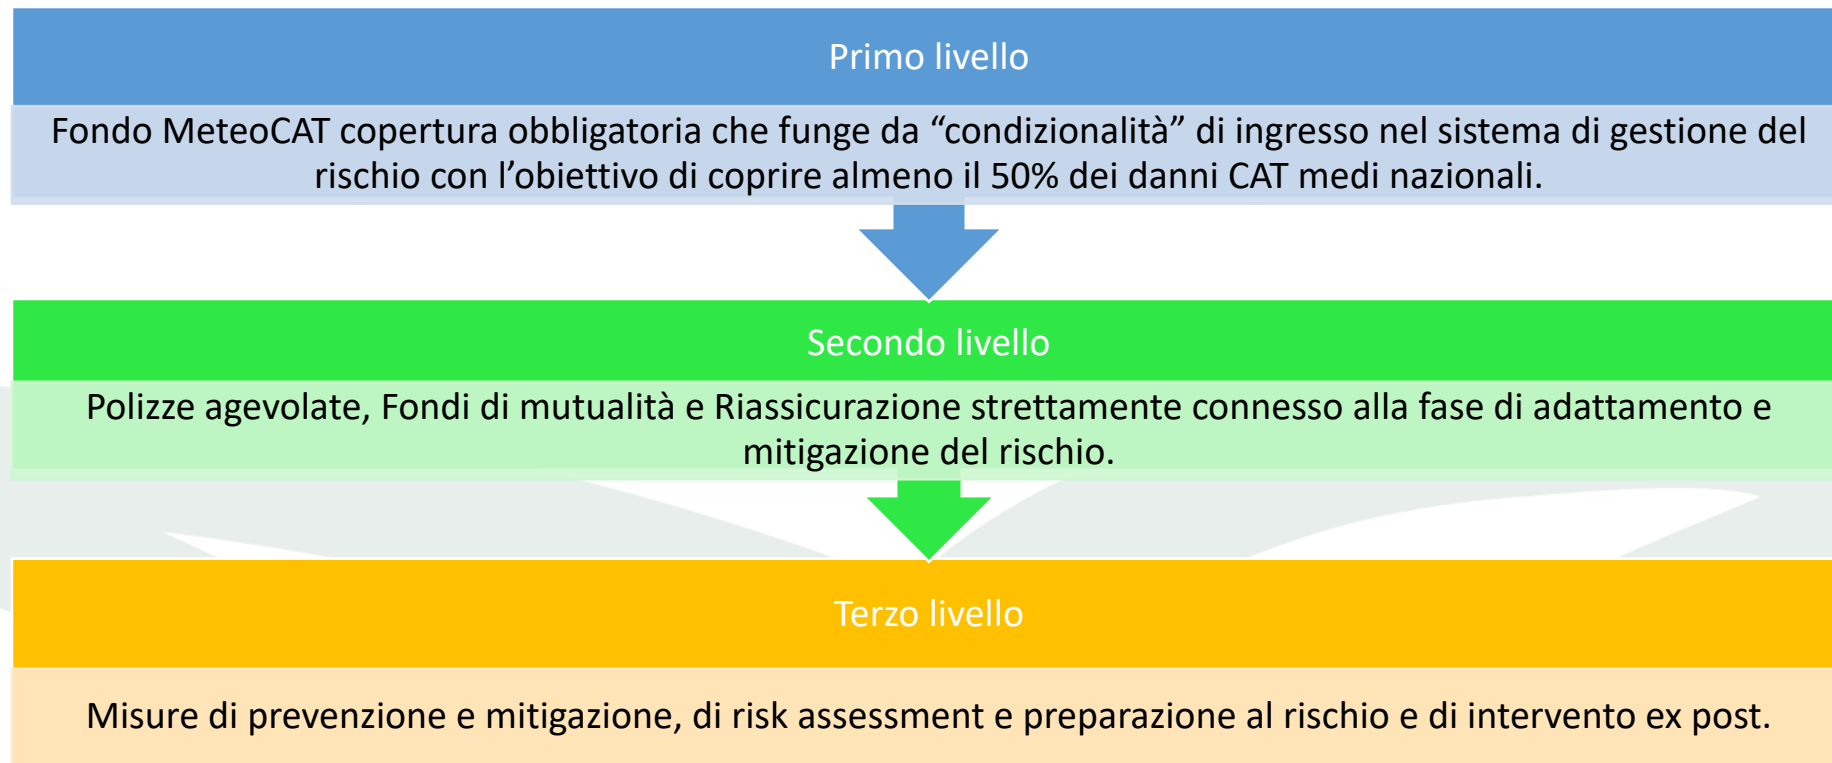 Primo livello
Fondo MeteoCAT copertura obbligatoria che funge da “condizionalità” di ingresso nel sistema di gestione del
rischio con l’obiettivo di coprire almeno il 50% dei danni CAT medi nazionali.
Secondo livello
Polizze agevolate, Fondi di mutualità e Riassicurazione strettamente connesso alla fase di adattamento e
mitigazione del rischio.
Terzo livello
Misure di prevenzione e mitigazione, di risk assessment e preparazione al rischio e di intervento ex post.